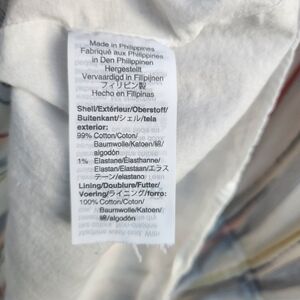 Made in Philippines
Fabriqué aux Philippines
in Den Philippinen
Hergestellt
Vervaardigd in Filipijnen
フィリピン製
Hecho en Filipinas
Shell/Extérieur/Oberstoff/
Buitenkant/シェル/tela
exterior:
99% Cotton/Coton/
Baumwolle/Katoen/綿/
algodón
1% Elastane/Élasthanne/
Elastan/Elastaan/エラス
テーン/elastano
Lining/Doublure/Futter/
Voering/ライニング/forro:
100% Cotton/Coton/
Baumwolle/Katoen/
綿/algodón